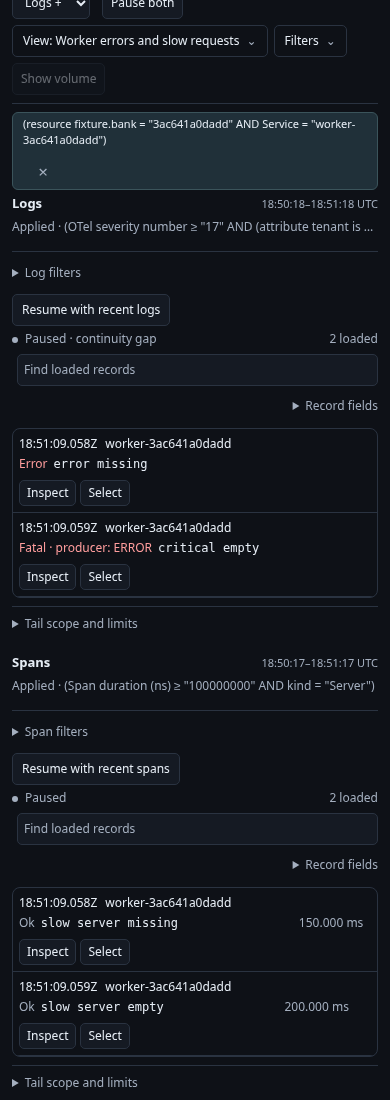 Logs +
Pause both
View: Worker errors and slow requests
Filters
Show volume
(resource fixture.bank = "3ac641a0dadd" AND Service = "worker-
3ac641a0dadd")
×
Logs 18:50:18–18:51:18 UTC
Applied · (OTel severity number ≥ "17" AND (attribute tenant is ...
▶ Log filters
Resume with recent logs
Paused · continuity gap 2 loaded
Find loaded records
▶ Record fields
18:51:09.058Z worker-3ac641a0dadd
Error error missing
Inspect Select
18:51:09.059Z worker-3ac641a0dadd
Fatal · producer: ERROR critical empty
Inspect Select
▶ Tail scope and limits
Spans 18:50:17–18:51:17 UTC
Applied · (Span duration (ns) ≥ "100000000" AND kind = "Server")
▶ Span filters
Resume with recent spans
Paused 2 loaded
Find loaded records
▶ Record fields
18:51:09.058Z worker-3ac641a0dadd
Ok slow server missing 150.000 ms
Inspect Select
18:51:09.059Z worker-3ac641a0dadd
Ok slow server empty 200.000 ms
Inspect Select
▶ Tail scope and limits